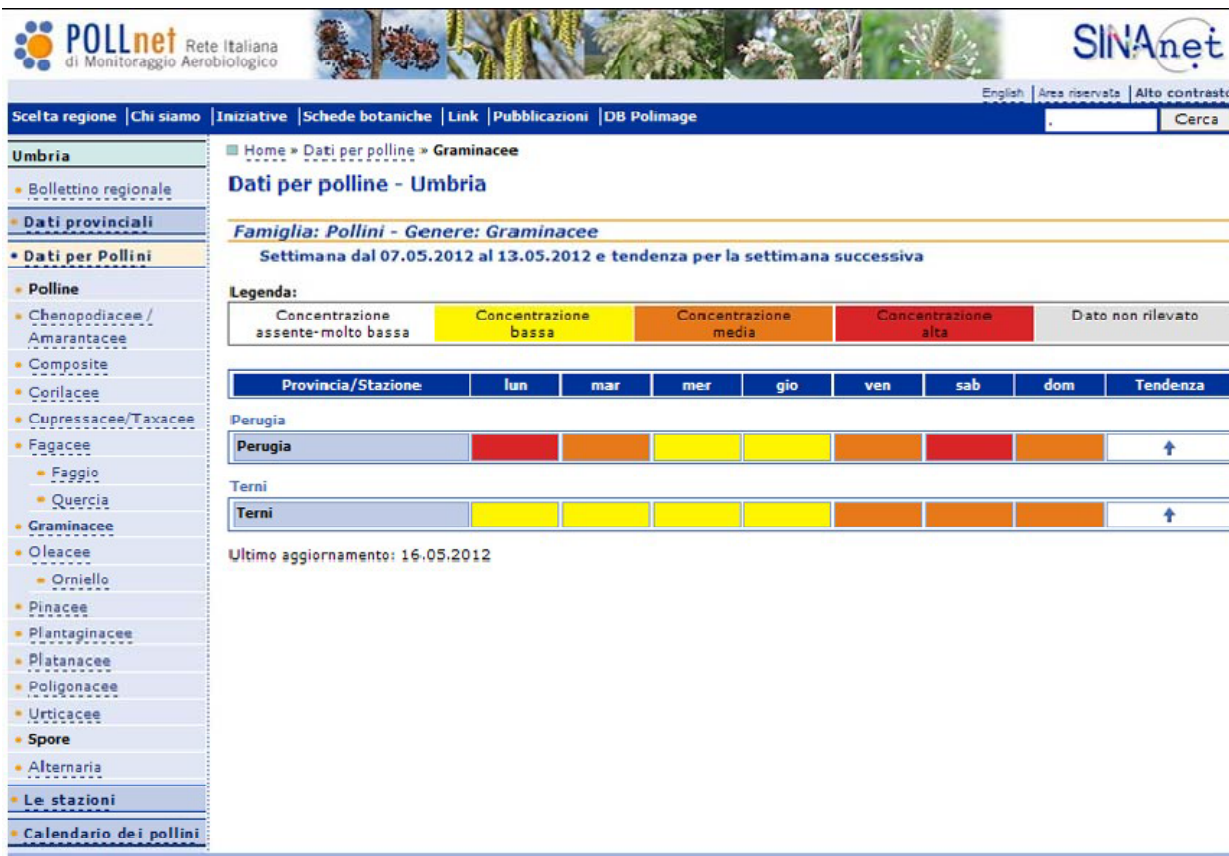 POLLnet Rete Italiana
di Monitoraggio Aerobiologico
SINAnet
English | Area riservata | Alto contrasto
Scelta regione | Chi siamo | Iniziative | Schede botaniche | Link | Pubblicazioni | DB Polimage
. Cerca
Umbria
Bollettino regionale
Dati provinciali
Dati per Pollini
Polline
Chenopodiacee /
Amarantacee
Composite
Corilacee
Cupressacee/Taxacee
Fagacee
Faggio
Quercia
Graminacee
Oleacee
Orniello
Pinacee
Plantaginacee
Platanacee
Poligonacee
Urticacee
Spore
Alternaria
Le stazioni
Calendario dei pollini
Home » Dati per polline » Graminacee
Dati per polline - Umbria
Famiglia: Pollini - Genere: Graminacee
Settimana dal 07.05.2012 al 13.05.2012 e tendenza per la settimana successiva
Legenda:
Concentrazione Concentrazione Concentrazione Concentrazione Dato non rilevato
assente-molto bassa bassa media alta
Provincia/Stazione lun mar mer gio ven sab dom Tendenza
Perugia
Perugia
Terni
Terni
Ultimo aggiornamento: 16.05.2012